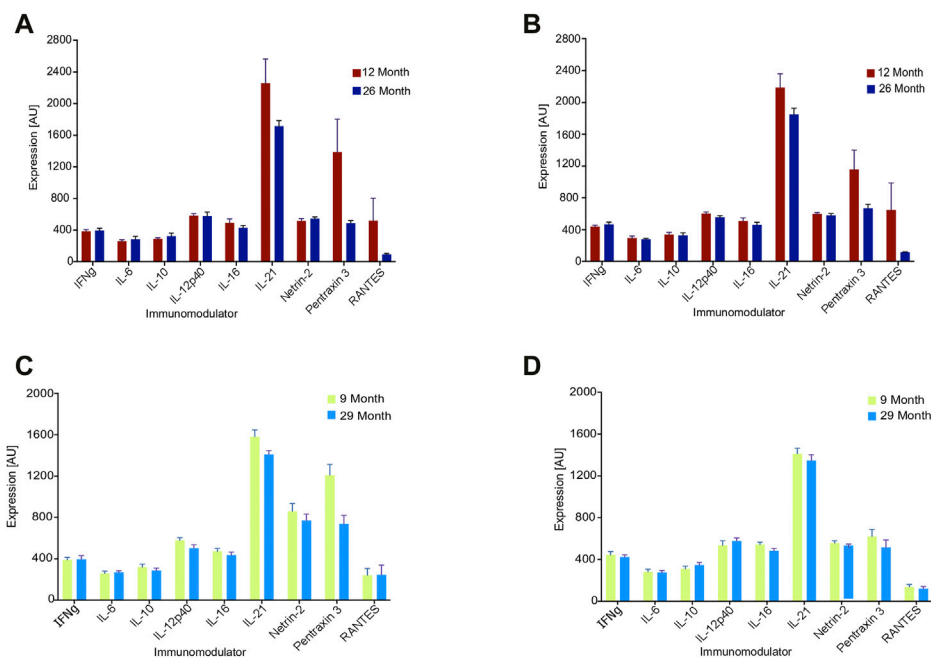 A
Expression [AU]
2800
2400
2000
1600
1200
800
400
0
12 Month
26 Month
IFNg
IL-6
IL-10
IL-12p40
IL-16
IL-21
Netrin-2
Pentraxin 3
RANTES
Immunomodulator
B
Expression [AU]
2800
2400
2000
1600
1200
800
400
0
12 Month
26 Month
IFNg
IL-6
IL-10
IL-12p40
IL-16
IL-21
Netrin-2
Pentraxin 3
RANTES
Immunomodulator
C
Expression [AU]
2000
1600
1200
800
400
0
9 Month
29 Month
IFNg
IL-6
IL-10
IL-12p40
IL-16
IL-21
Netrin-2
Pentraxin 3
RANTES
Immunomodulator
D
Expression [AU]
2000
1600
1200
800
400
0
9 Month
29 Month
IFNg
IL-6
IL-10
IL-12p40
IL-16
IL-21
Netrin-2
Pentraxin 3
RANTES
Immunomodulator